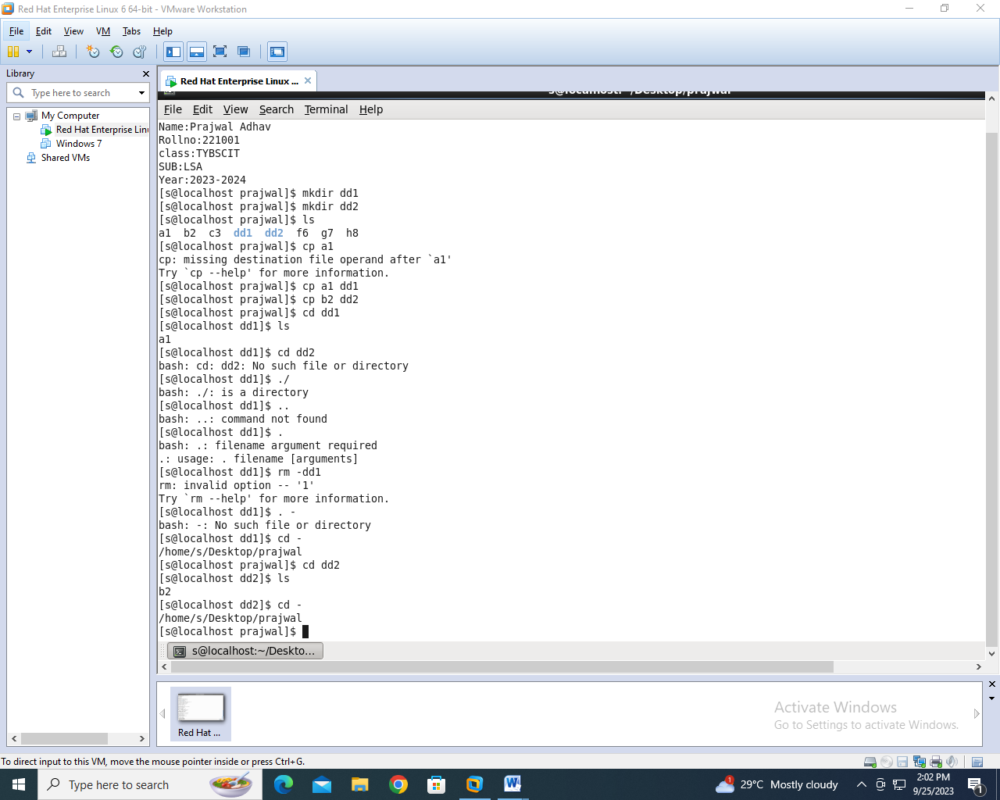 Red Hat Enterprise Linux 6 64-bit - VMware Workstation
File Edit View VM Tabs Help
Library
Type here to search
My Computer
Red Hat Enterprise Lin
Windows 7
Shared VMs
Red Hat Enterprise Linux ...
s@localhost:~/Desktop/prajwal
File Edit View Search Terminal Help
Name:Prajwal Adhav
Rollno:221001
class:TYBSCIT
SUB:LSA
Year:2023-2024
[s@localhost prajwal]$ mkdir dd1
[s@localhost prajwal]$ mkdir dd2
[s@localhost prajwal]$ ls
a1 b2 c3 dd1 dd2 f6 g7 h8
[s@localhost prajwal]$ cp a1
cp: missing destination file operand after `a1'
Try `cp --help' for more information.
[s@localhost prajwal]$ cp a1 dd1
[s@localhost prajwal]$ cp b2 dd2
[s@localhost prajwal]$ cd dd1
[s@localhost dd1]$ ls
a1
[s@localhost dd1]$ cd dd2
bash: cd: dd2: No such file or directory
[s@localhost dd1]$ ./
bash: ./: is a directory
[s@localhost dd1]$ ..
bash: ..: command not found
[s@localhost dd1]$ .
bash: .: filename argument required
.: usage: . filename [arguments]
[s@localhost dd1]$ rm -dd1
rm: invalid option -- '1'
Try `rm --help' for more information.
[s@localhost dd1]$ . -
bash: -: No such file or directory
[s@localhost dd1]$ cd -
/home/s/Desktop/prajwal
[s@localhost prajwal]$ cd dd2
[s@localhost dd2]$ ls
b2
[s@localhost dd2]$ cd -
/home/s/Desktop/prajwal
[s@localhost prajwal]$
s@localhost:~/Deskto...
Red Hat ...
Activate Windows
Go to Settings to activate Windows.
To direct input to this VM, move the mouse pointer inside or press Ctrl+G.
Type here to search
1
29°C Mostly cloudy
2:02 PM
9/25/2023
1